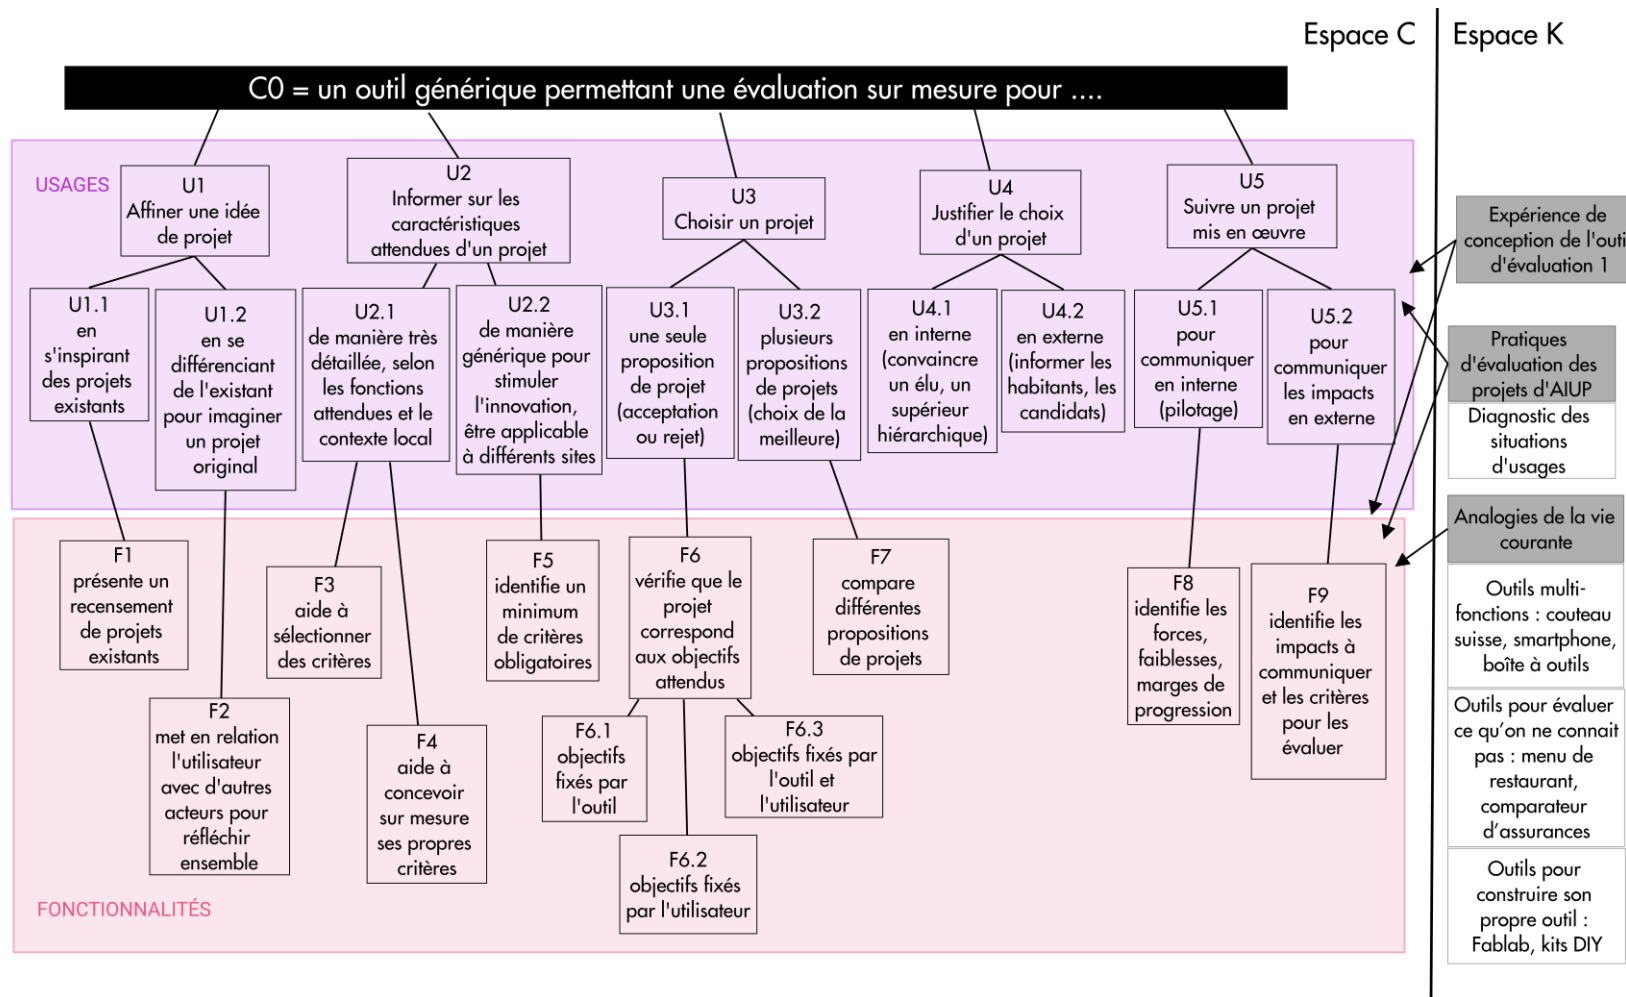 Espace C
Espace K
C0 = un outil générique permettant une évaluation sur mesure pour ....
USAGES
U1
Affiner une idée
de projet
U2
Informer sur les
caractéristiques
attendues d'un projet
U3
Choisir un projet
U4
Justifier le choix
d'un projet
U5
Suivre un projet
mis en œuvre
U1.1
en
s'inspirant
des projets
existants
U1.2
en se
différenciant
de l'existant
pour imaginer
un projet
original
U2.1
de manière très
détaillée, selon
les fonctions
attendues et le
contexte local
U2.2
de manière
générique pour
stimuler
l'innovation,
être applicable
à différents sites
U3.1
une seule
proposition
de projet
(acceptation
ou rejet)
U3.2
plusieurs
propositions
de projets
(choix de la
meilleure)
U4.1
en interne
(convaincre
un élu, un
supérieur
hiérarchique)
U4.2
en externe
(informer les
habitants, les
candidats)
U5.1
pour
communiquer
en interne
(pilotage)
U5.2
pour
communiquer
les impacts
en externe
F1
présente un
recensement
de projets
existants
F2
met en relation
l'utilisateur
avec d'autres
acteurs pour
réfléchir
ensemble
F3
aide à
sélectionner
des critères
F4
aide à
concevoir
sur mesure
ses propres
critères
F5
identifie un
minimum
de critères
obligatoires
F6
vérifie que le
projet
correspond
aux objectifs
attendus
F6.1
objectifs
fixés par
l'outil
F6.2
objectifs fixés
par l'utilisateur
F6.3
objectifs fixés par
l'outil et
l'utilisateur
F7
compare
différentes
propositions
de projets
F8
identifie les
forces,
faiblesses,
marges de
progression
F9
identifie les
impacts à
communiquer
et les critères
pour les
évaluer
FONCTIONNALITÉS
Expérience de
conception de l'outi
d'évaluation 1
Pratiques
d'évaluation des
projets d'AIUP
Diagnostic des
situations
d'usages
Analogies de la vie
courante
Outils multi-
fonctions : couteau
suisse, smartphone,
boîte à outils
Outils pour évaluer
ce qu’on ne connait
pas : menu de
restaurant,
comparateur
d’assurances
Outils pour
construire son
propre outil :
Fablab, kits DIY